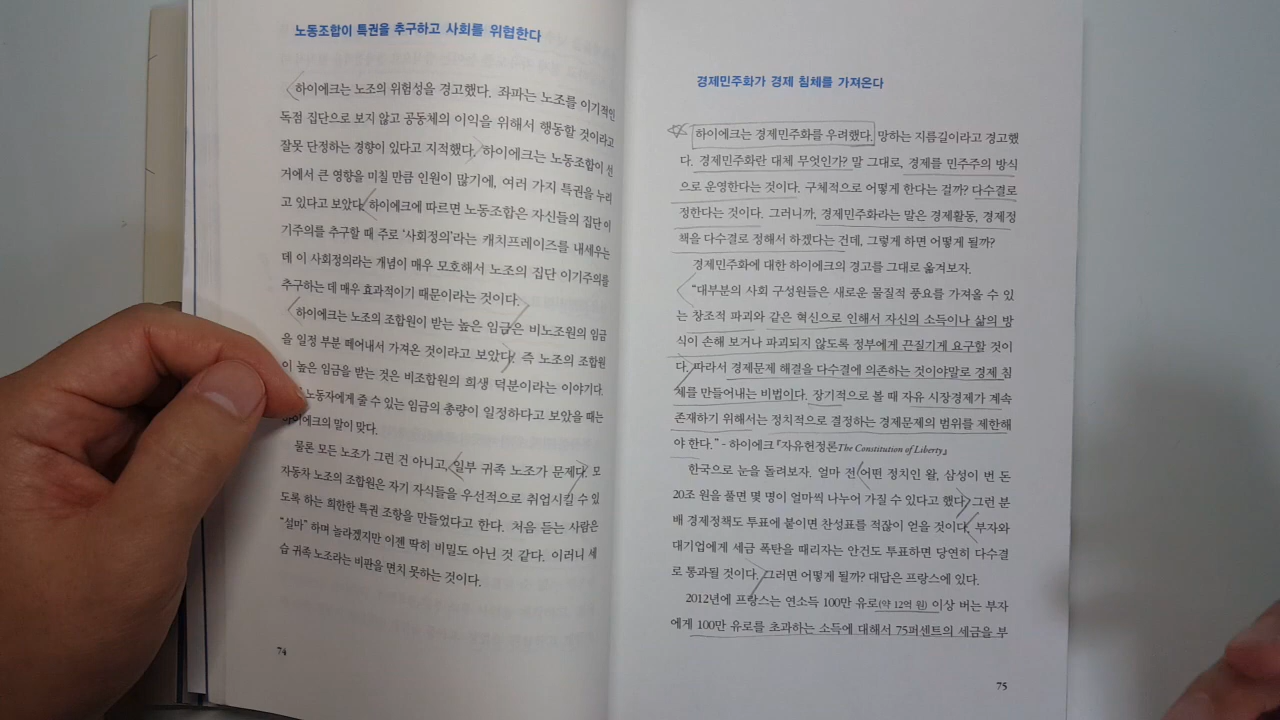 노동조합이 특권을 추구하고 사회를 위협한다
하이에크는 노조의 위험성을 경고했다. 좌파는 노조를 이기적인
독점 집단으로 보지 않고 공동체의 이익을 위해서 행동할 것이라고
잘못 단정하는 경향이 있다고 지적했다. 하이에크는 노동조합이 선
거에서 큰 영향을 미칠 만큼 인원이 많기에, 여러 가지 특권을 누리
고 있다고 보았다. 하이에크에 따르면 노동조합은 자신들의 집단 이
기주의를 추구할 때 주로 ‘사회정의’라는 캐치프레이즈를 내세우는
데 이 사회정의라는 개념이 매우 모호해서 노조의 집단 이기주의를
추구하는 데 매우 효과적이기 때문이라는 것이다.
하이에크는 노조의 조합원이 받는 높은 임금은 비노조원의 임금
을 일정 부분 떼어내서 가져온 것이라고 보았다. 즉 노조의 조합원
이 높은 임금을 받는 것은 비조합원의 희생 덕분이라는 이야기다.
노동자에게 줄 수 있는 임금의 총량이 일정하다고 보았을 때는
하이에크의 말이 맞다.
물론 모든 노조가 그런 건 아니고, 일부 귀족 노조가 문제다. 모
자동차 노조의 조합원은 자기 자식들을 우선적으로 취업시킬 수 있
도록 하는 희한한 특권 조항을 만들었다고 한다. 처음 듣는 사람은
“설마” 하며 놀라겠지만 이젠 딱히 비밀도 아닌 것 같다. 이러니 세
습 귀족 노조라는 비판을 면치 못하는 것이다.
74
경제민주화가 경제 침체를 가져온다
하이에크는 경제민주화를 우려했다. 망하는 지름길이라고 경고했
다. 경제민주화란 대체 무엇인가? 말 그대로, 경제를 민주주의 방식
으로 운영한다는 것이다. 구체적으로 어떻게 한다는 걸까? 다수결로
정한다는 것이다. 그러니까, 경제민주화라는 말은 경제활동, 경제정
책을 다수결로 정해서 하겠다는 건데, 그렇게 하면 어떻게 될까?
경제민주화에 대한 하이에크의 경고를 그대로 옮겨보자.
“대부분의 사회 구성원들은 새로운 물질적 풍요를 가져올 수 있
는 창조적 파괴와 같은 혁신으로 인해서 자신의 소득이나 삶의 방
식이 손해 보거나 파괴되지 않도록 정부에게 끈질기게 요구할 것이
다. 따라서 경제문제 해결을 다수결에 의존하는 것이야말로 경제 침
체를 만들어내는 비법이다. 장기적으로 볼 때 자유 시장경제가 계속
존재하기 위해서는 정치적으로 결정하는 경제문제의 범위를 제한해
야 한다.” - 하이에크 『자유헌정론The Constitution of Liberty』
한국으로 눈을 돌려보자. 얼마 전 어떤 정치인 왈, 삼성이 번 돈
20조 원을 풀면 몇 명이 얼마씩 나누어 가질 수 있다고 했다. 그런 분
배 경제정책도 투표에 붙이면 찬성표를 적잖이 얻을 것이다. 부자와
대기업에게 세금 폭탄을 때리자는 안건도 투표하면 당연히 다수결
로 통과될 것이다. 그러면 어떻게 될까? 대답은 프랑스에 있다.
2012년에 프랑스는 연소득 100만 유로(약 12억 원) 이상 버는 부자
에게 100만 유로를 초과하는 소득에 대해서 75퍼센트의 세금을 부
75